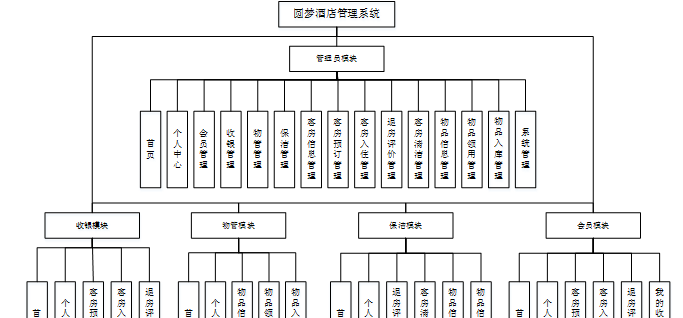 圆梦酒店管理系统
管理员模块
首页
个人中心
会员管理
收银管理
物管管理
保洁管理
客房信息管理
客房预订管理
客房入住管理
退房评价管理
客房清洁管理
物品信息管理
物品领用管理
物品入库管理
系统管理
收银模块
物管模块
保洁模块
会员模块
首
个人
客房预
客房入
退房评
首
个人
物品信
物品领
物品入
首
个人
退房评
客房清
物品信
物品信
首
个人
客房预
客房入
退房评
我的收